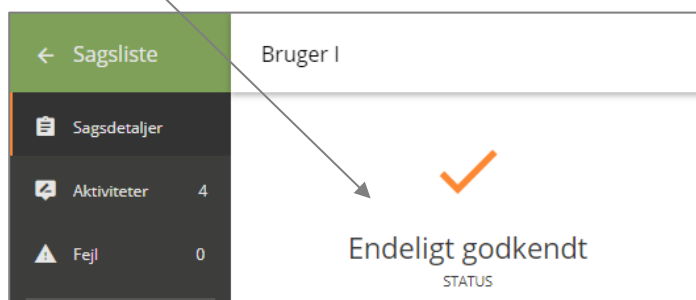 Sagsliste
Bruger I
Sagsdetaljer
Aktiviteter 4
Fejl 0
Endeligt godkendt
STATUS